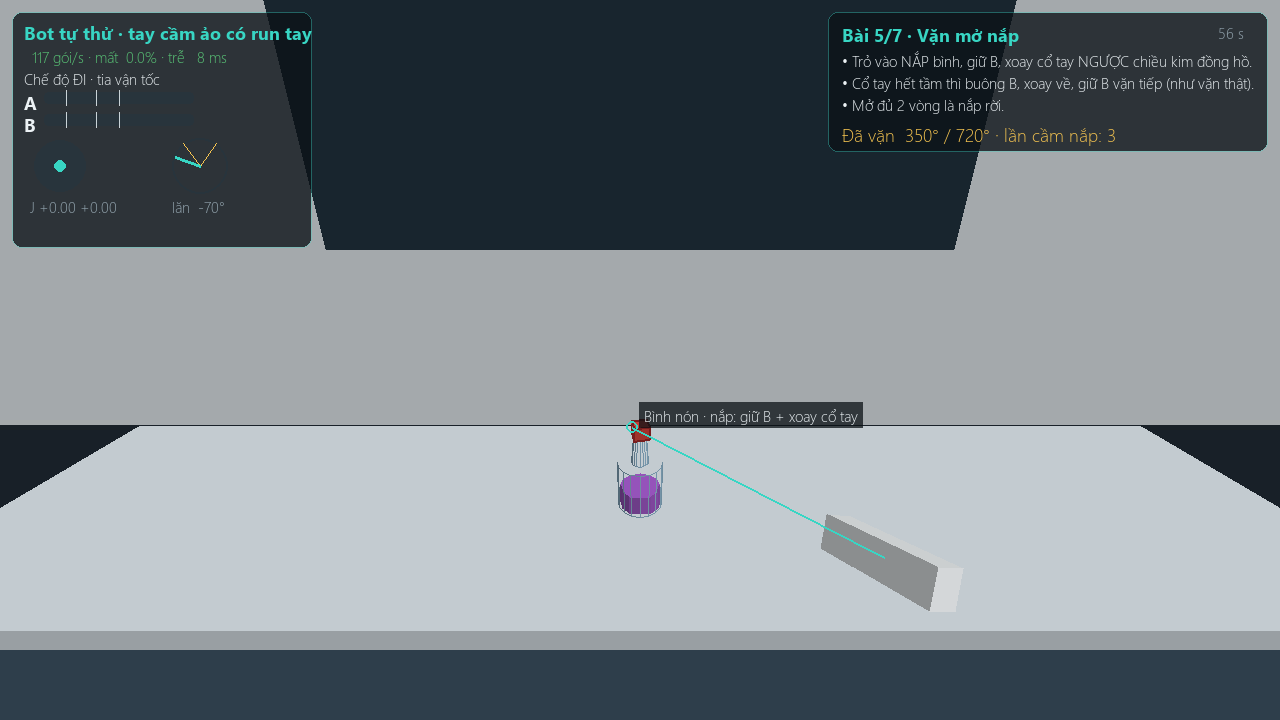 Bot tự thử · tay cầm ảo có run tay
117 gói/s · mất 0.0% · trễ 8 ms
Chế độ ĐI · tia vận tốc
A
B
J +0.00 +0.00
lăn -70°
Bài 5/7 · Vặn mở nắp
56 s
• Trỏ vào NẮP bình, giữ B, xoay cổ tay NGƯỢC chiều kim đồng hồ.
• Cổ tay hết tầm thì buông B, xoay về, giữ B vặn tiếp (như vặn thật).
• Mở đủ 2 vòng là nắp rời.
Đã vặn 350° / 720° · lần cầm nắp: 3
Bình nón · nắp: giữ B + xoay cổ tay